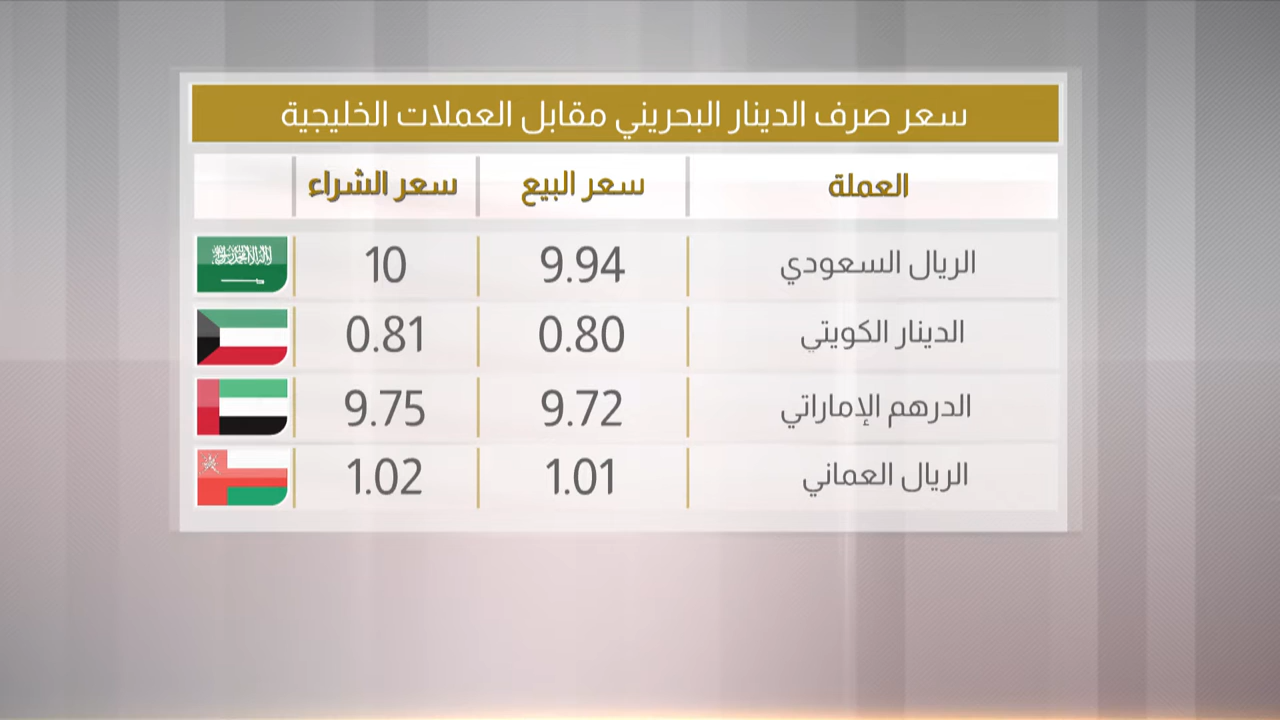 سعر صرف الدينار البحريني مقابل العملات الخليجية
العملة سعر البيع سعر الشراء
الريال السعودي 9.94 10
الدينار الكويتي 0.80 0.81
الدرهم الإماراتي 9.72 9.75
الريال العماني 1.01 1.02